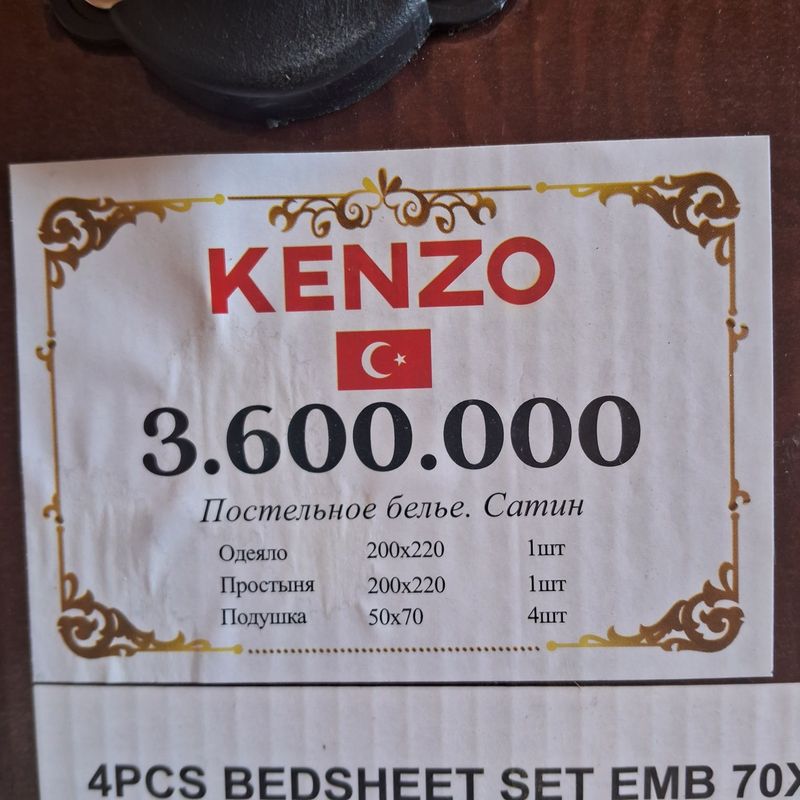 KENZO
3.600.000
Постельное белье. Сатин
Одеяло 200x220 1шт
Простыня 200x220 1шт
Подушка 50x70 4шт
4PCS BEDSHEET SET EMB 70X